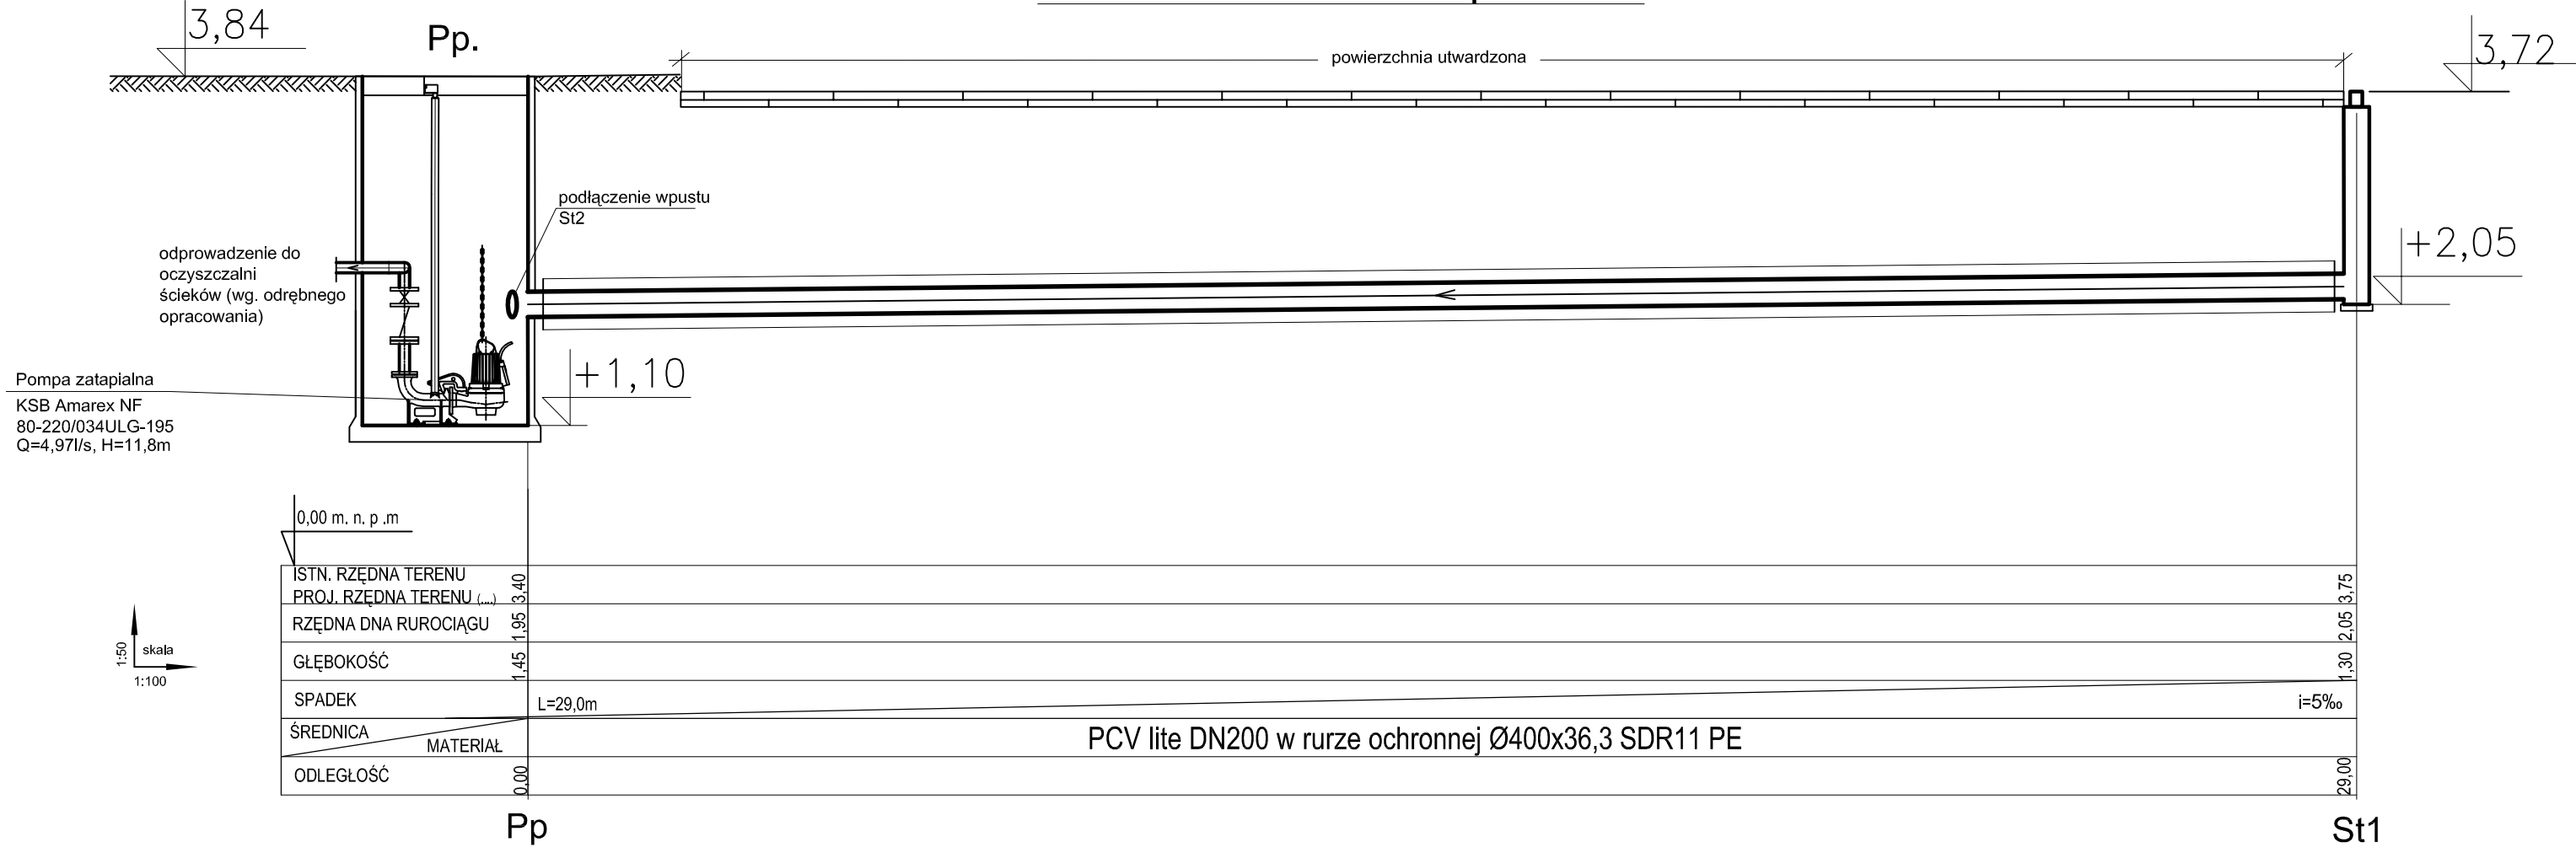 3,84
Pp.
powierzchnia utwardzona
3,72
podłączenie wpustu
St2
odprowadzenie do
oczyszczalni
ścieków (wg. odrębnego
opracowania)
+2,05
+1,10
Pompa zatapialna
KSB Amarex NF
80-220/034ULG-195
Q=4,97l/s, H=11,8m
0,00 m. n. p .m
ISTN. RZĘDNA TERENU
PROJ. RZĘDNA TERENU (....)
3,40
3,75
RZĘDNA DNA RUROCIĄGU
1,95
2,05
GŁĘBOKOŚĆ
1,45
1,30
SPADEK
L=29,0m
i=5‰
ŚREDNICA
MATERIAŁ
PCV lite DN200 w rurze ochronnej Ø400x36,3 SDR11 PE
ODLEGŁOŚĆ
0,00
29,00
1:50
skala
1:100
Pp
St1